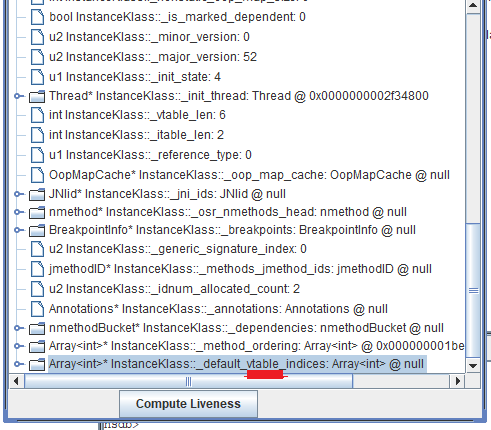 bool InstanceKlass::_is_marked_dependent: 0
u2 InstanceKlass::_minor_version: 0
u2 InstanceKlass::_major_version: 52
u1 InstanceKlass::_init_state: 4
Thread* InstanceKlass::_init_thread: Thread @ 0x0000000002f34800
int InstanceKlass::_vtable_len: 6
int InstanceKlass::_itable_len: 2
u1 InstanceKlass::_reference_type: 0
OopMapCache* InstanceKlass::_oop_map_cache: OopMapCache @ null
JNIid* InstanceKlass::_jni_ids: JNIid @ null
nmethod* InstanceKlass::_osr_nmethods_head: nmethod @ null
BreakpointInfo* InstanceKlass::_breakpoints: BreakpointInfo @ null
u2 InstanceKlass::_generic_signature_index: 0
jmethodID* InstanceKlass::_methods_jmethod_ids: jmethodID @ null
u2 InstanceKlass::_idnum_allocated_count: 2
Annotations* InstanceKlass::_annotations: Annotations @ null
nmethodBucket* InstanceKlass::_dependencies: nmethodBucket @ null
Array<int>* InstanceKlass::_method_ordering: Array<int> @ 0x000000001be
Array<int>* InstanceKlass::_default_vtable_indices: Array<int> @ null
Compute Liveness
hsdb>